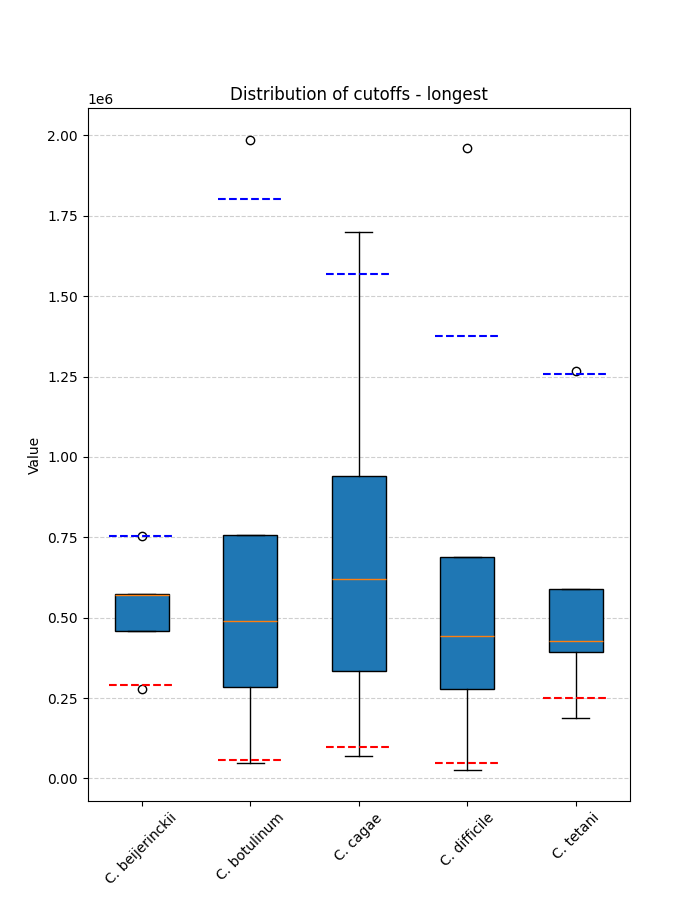 Distribution of cutoffs - longest
1e6
2.00
1.75
1.50
1.25
1.00
0.75
0.50
0.25
0.00
Value
C. beijerinckii
C. botulinum
C. cagae
C. difficile
C. tetani